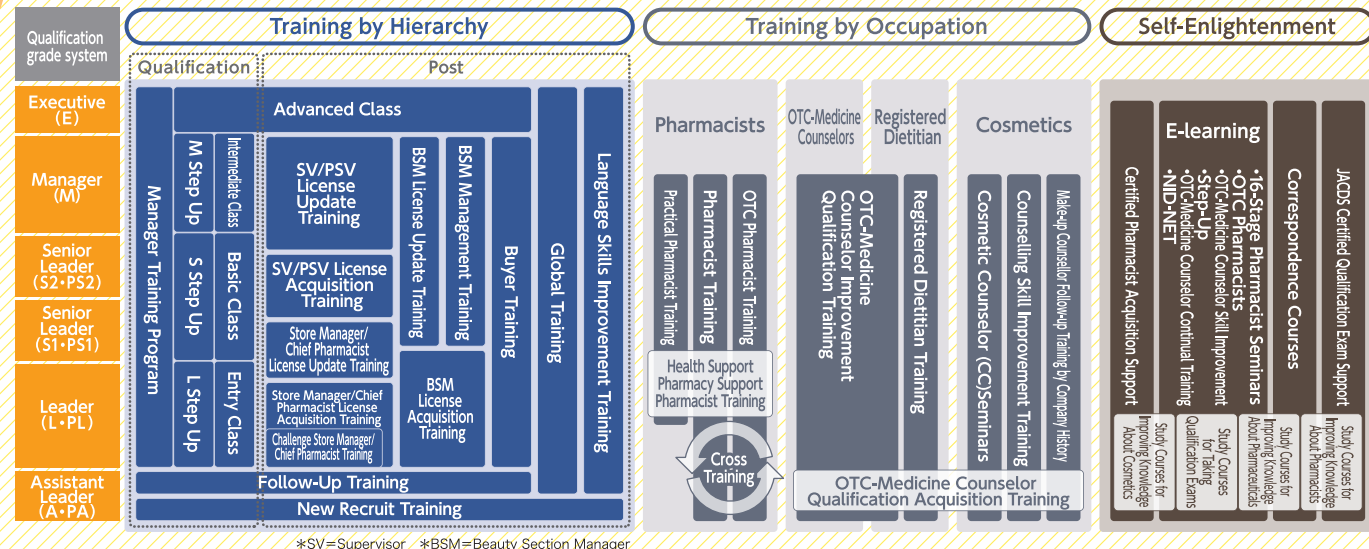 Qualification
grade system
Training by Hierarchy
Training by Occupation
Self-Enlightenment
Qualification
Post
Executive
(E)
Manager
(M)
Senior
Leader
(S2・PS2)
Senior
Leader
(S1・PS1)
Leader
(L・PL)
Assistant
Leader
(A・PA)
Manager Training Program
Advanced Class
M Step Up
Intermediate Class
S Step Up
Basic Class
L Step Up
Entry Class
SV/PSV
License
Update
Training
SV/PSV License
Acquisition
Training
Store Manager/
Chief Pharmacist
License Update Training
Store Manager/Chief
Pharmacist License
Acquisition Training
Challenge Store Manager/
Chief Pharmacist Training
BSM License Update Training
BSM Management Training
BSM
License
Acquisition
Training
Buyer Training
Global Training
Language Skills Improvement Training
Follow-Up Training
New Recruit Training
Pharmacists
OTC-Medicine
Counselors
Registered
Dietitian
Cosmetics
Practical Pharmacist Training
Pharmacist Training
OTC Pharmacist Training
Health Support
Pharmacy Support
Pharmacist Training
Cross
Training
OTC-Medicine
Counselor Improvement
Qualification Training
Registered Dietitian Training
Cosmetic Counselor (CC)Seminars
Counselling Skill Improvement Training
Make-up Counselor Follow-up Training by Company History
OTC-Medicine Counselor
Qualification Acquisition Training
Certified Pharmacist Acquisition Support
E-learning
•16-Stage Pharmacist Seminars
•OTC Pharmacists
•OTC-Medicine Counselor Skill Improvement
•Step-Up
•OTC-Medicine Counselor Continual Training
•NID-NET
Correspondence Courses
JACDS Certified Qualification Exam Support
Study Courses for
Improving Knowledge
About Cosmetics
Study Courses
for Taking
Qualification Exams
Study Courses for
Improving Knowledge
About Pharmaceuticals
Study Courses for
Improving Knowledge
About Pharmacists
*SV=Supervisor *BSM=Beauty Section Manager